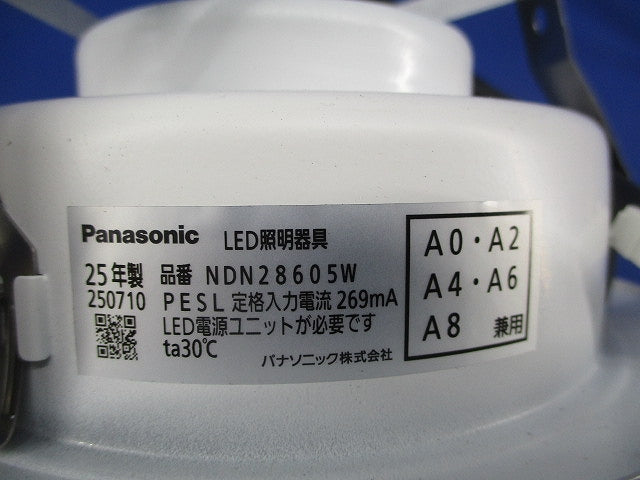 Panasonic LED照明器具
25年製 品番 NDN28605W
250710 PESL 定格入力電流 269mA
LED電源ユニットが必要です
ta30℃
パナソニック株式会社
A0・A2
A4・A6
A8 兼用